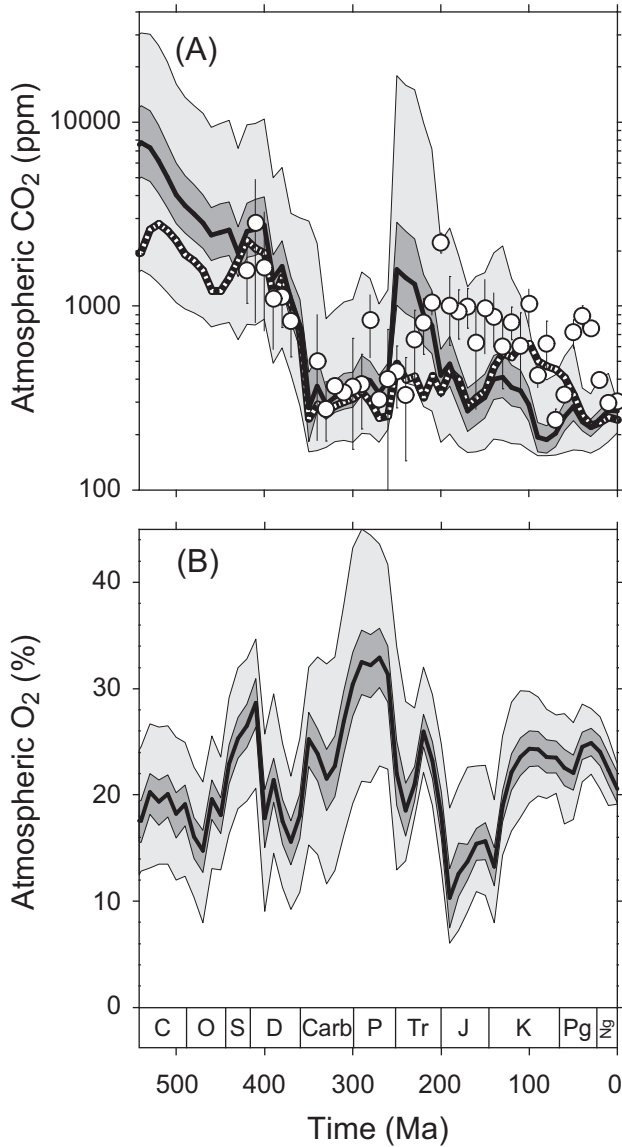 (A)
Atmospheric CO2 (ppm)
10000
1000
100
(B)
Atmospheric O2 (%)
40
30
20
10
0
C O S D Carb P Tr J K Pg Ng
500 400 300 200 100 0
Time (Ma)